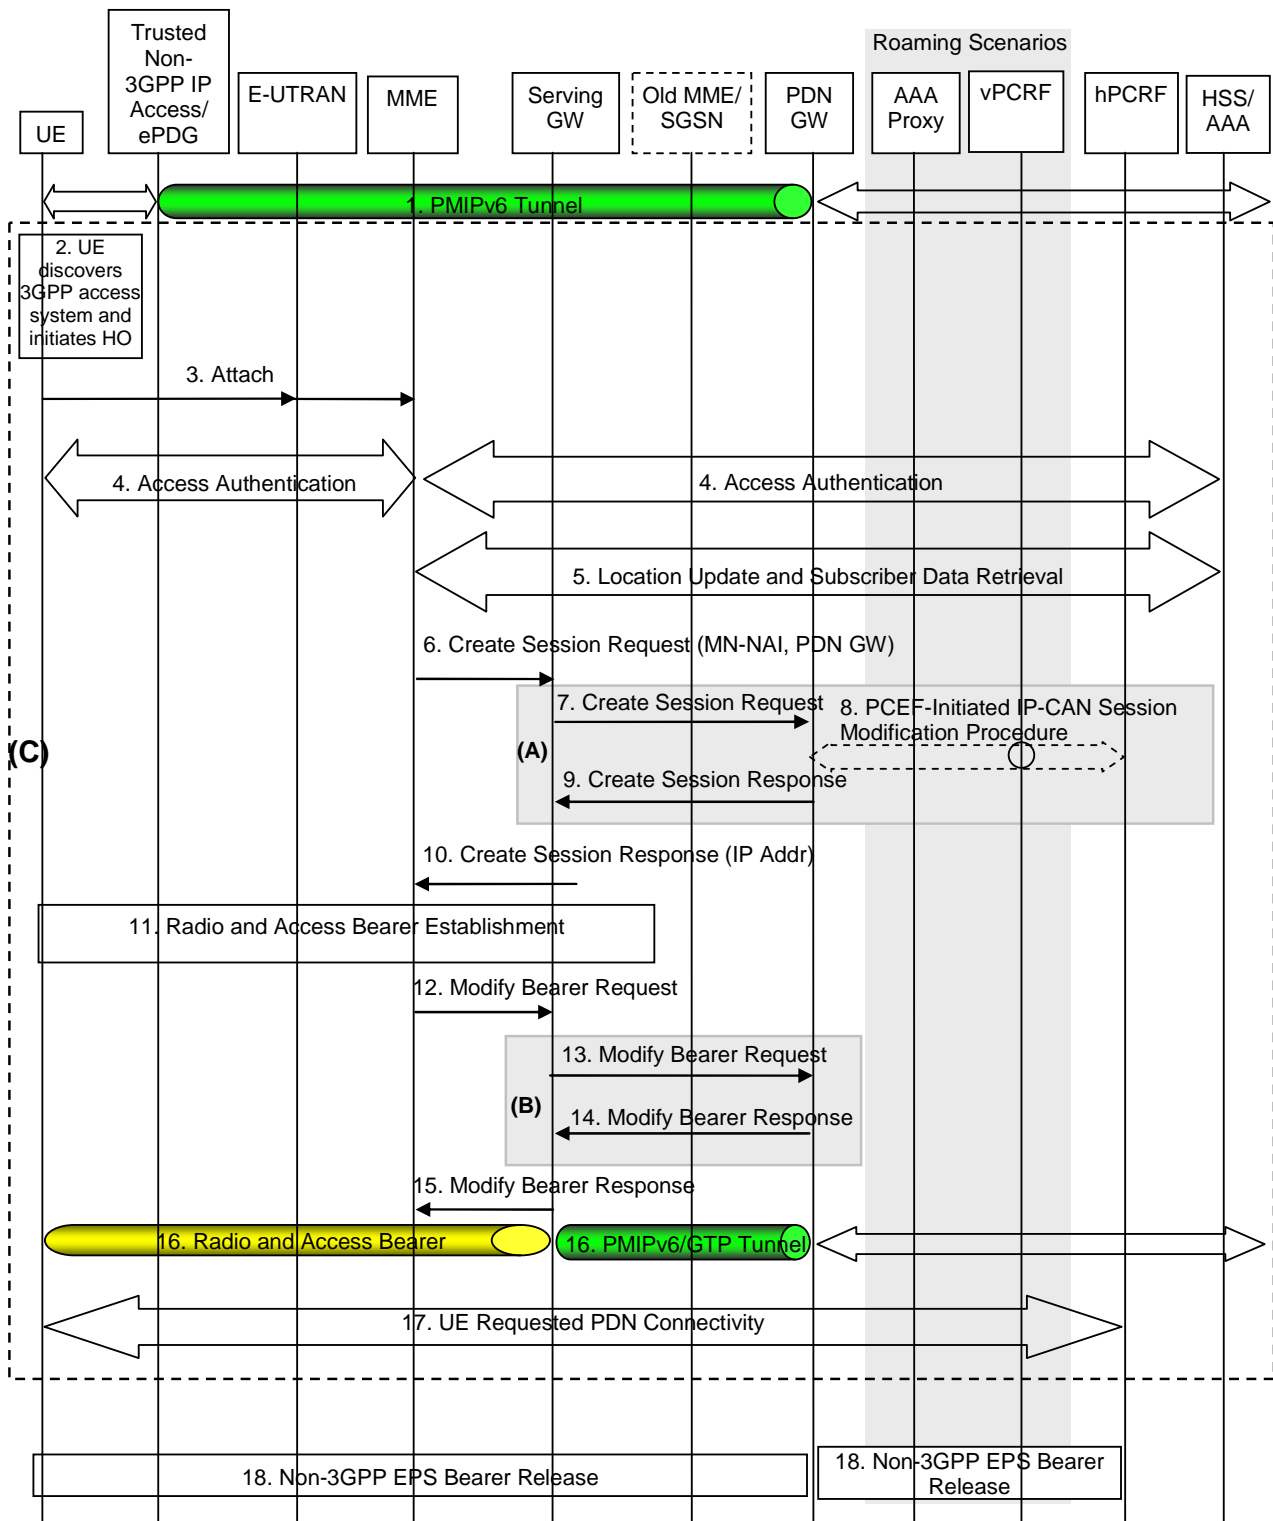 Roaming Scenarios
Trusted
Non-
3GPP IP
Access/
ePDG
UE
E-UTRAN
MME
Serving
GW
Old MME/
SGSN
PDN
GW
AAA
Proxy
vPCRF
hPCRF
HSS/
AAA
1. PMIPv6 Tunnel
2. UE
discovers
3GPP access
system and
initiates HO
3. Attach
4. Access Authentication
4. Access Authentication
5. Location Update and Subscriber Data Retrieval
6. Create Session Request (MN-NAI, PDN GW)
7. Create Session Request
8. PCEF-Initiated IP-CAN Session
Modification Procedure
(C)
(A)
9. Create Session Response
10. Create Session Response (IP Addr)
11. Radio and Access Bearer Establishment
12. Modify Bearer Request
13. Modify Bearer Request
(B)
14. Modify Bearer Response
15. Modify Bearer Response
16. Radio and Access Bearer
16. PMIPv6/GTP Tunnel
17. UE Requested PDN Connectivity
18. Non-3GPP EPS Bearer Release
18. Non-3GPP EPS Bearer
Release